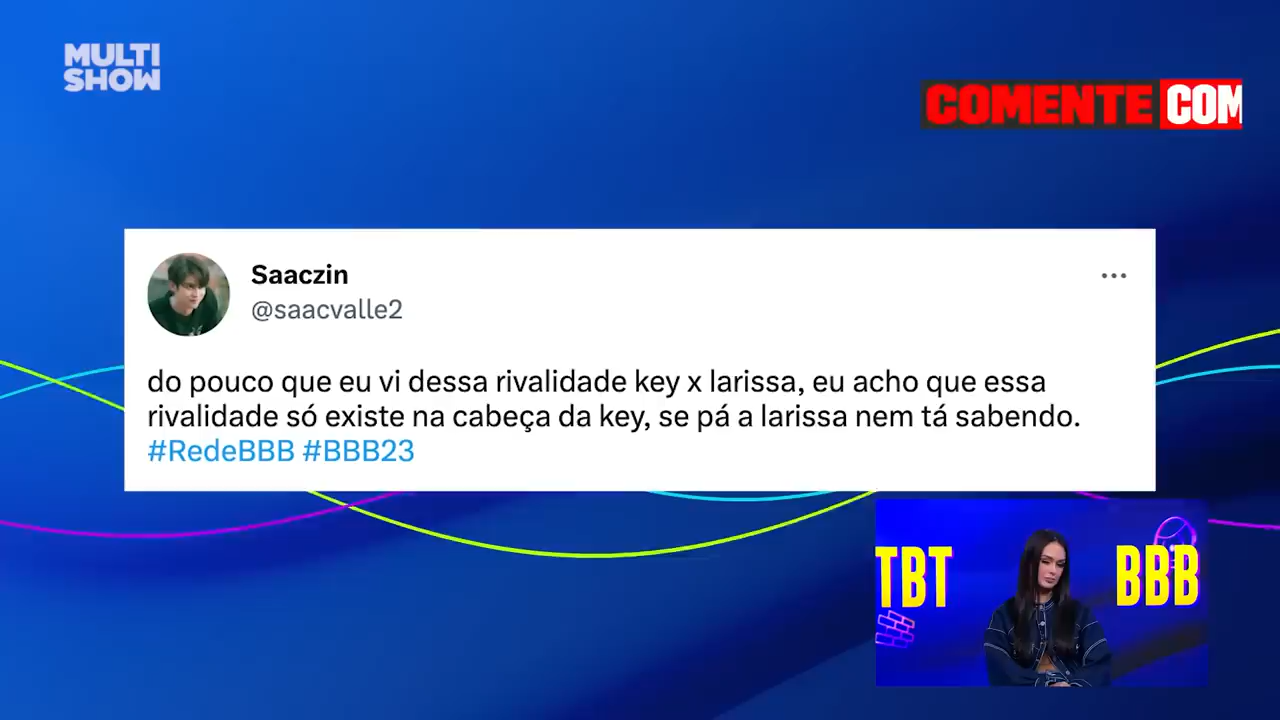 MULTI
SHOW
COMENTE COM
Saaczin
@saacvalle2
do pouco que eu vi dessa rivalidade key x larissa, eu acho que essa
rivalidade só existe na cabeça da key, se pá a larissa nem tá sabendo.
#RedeBBB #BBB23
TBT BBB